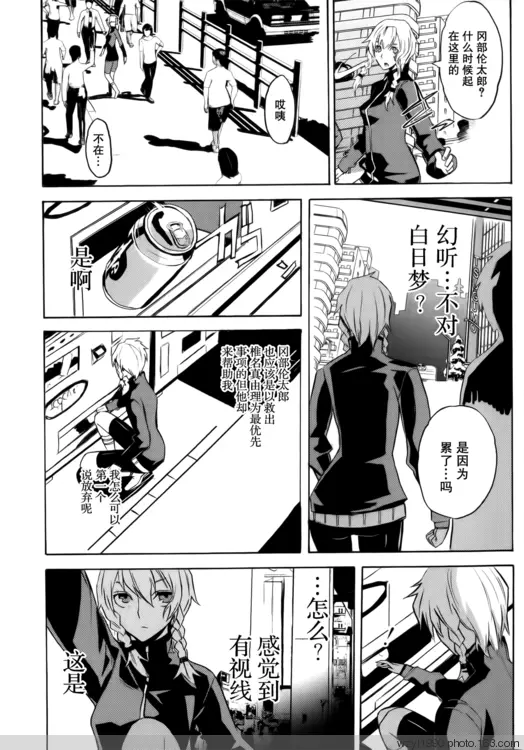 冈部伦太郎？
什么时候起
在这里的
哎咦
不在…
幻听…不对
白日梦？
是因为
累了…吗
是啊
冈部伦太郎
也应该是以救出
椎名真由理为最优先
事项的但他却
来帮助我
我怎么可以
第一个
说放弃呢
…怎么？
感觉到
有视线
这是